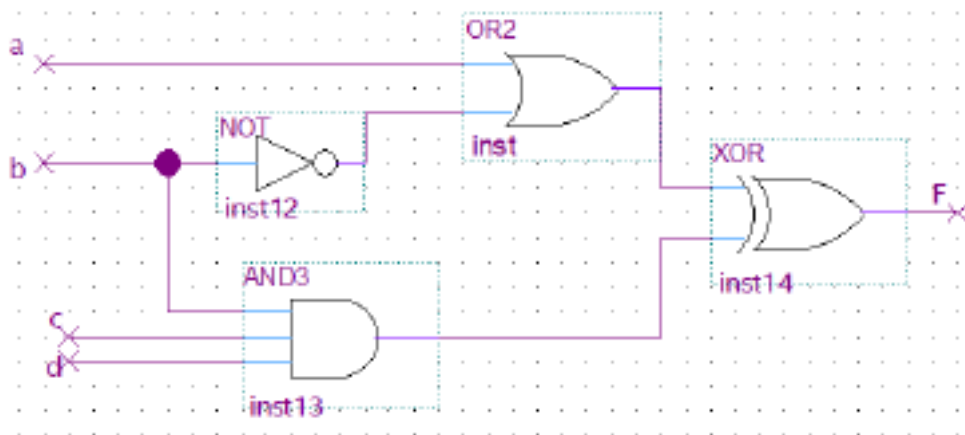 OR2
a
NOT
inst
XOR
b
inst12
F
AND3
inst14
c
d
inst13